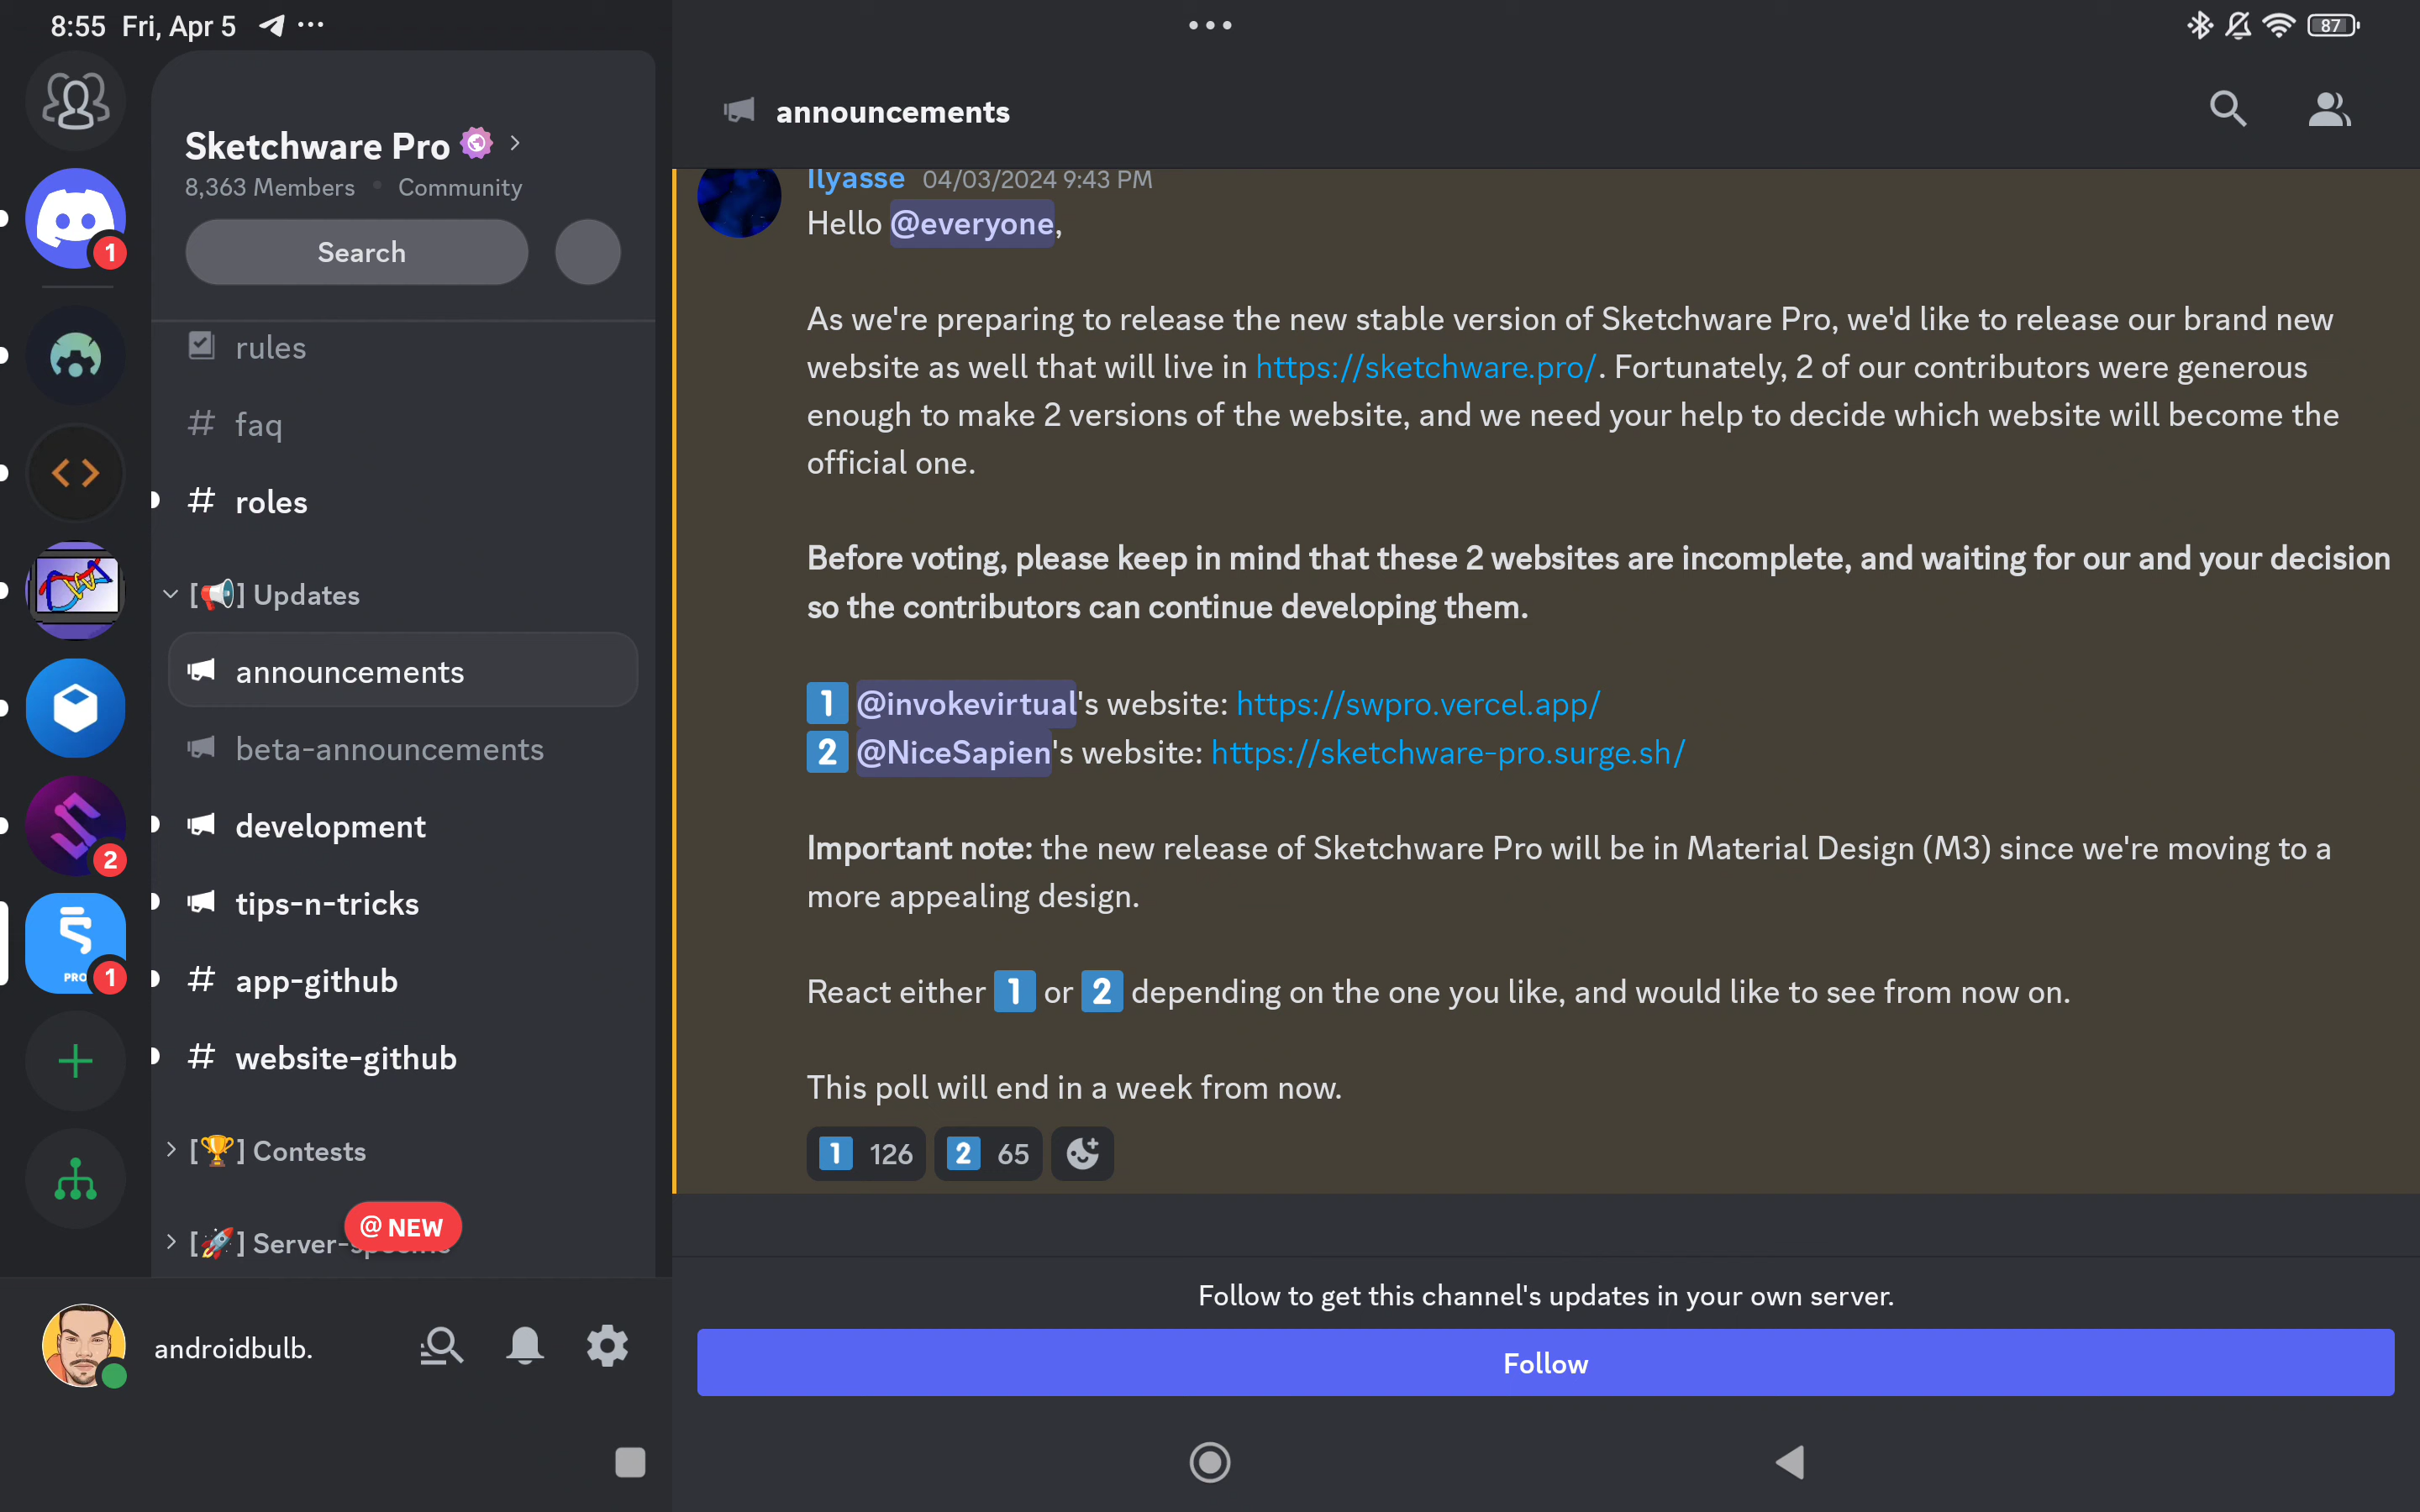 8:55 Fri, Apr 5
87
Sketchware Pro
8,363 Members • Community
Search
rules
# faq
# roles
[📢] Updates
announcements
beta-announcements
development
tips-n-tricks
# app-github
# website-github
[🏆] Contests
[🚀] Server-
@ NEW
1
2
PRO
1
androidbulb.
announcements
Ilyasse 04/03/2024 9:43 PM
Hello @everyone,
As we're preparing to release the new stable version of Sketchware Pro, we'd like to release our brand new
website as well that will live in https://sketchware.pro/. Fortunately, 2 of our contributors were generous
enough to make 2 versions of the website, and we need your help to decide which website will become the
official one.
Before voting, please keep in mind that these 2 websites are incomplete, and waiting for our and your decision
so the contributors can continue developing them.
1 @invokevirtual's website: https://swpro.vercel.app/
2 @NiceSapien's website: https://sketchware-pro.surge.sh/
Important note: the new release of Sketchware Pro will be in Material Design (M3) since we're moving to a
more appealing design.
React either 1 or 2 depending on the one you like, and would like to see from now on.
This poll will end in a week from now.
1 126 2 65
Follow to get this channel's updates in your own server.
Follow